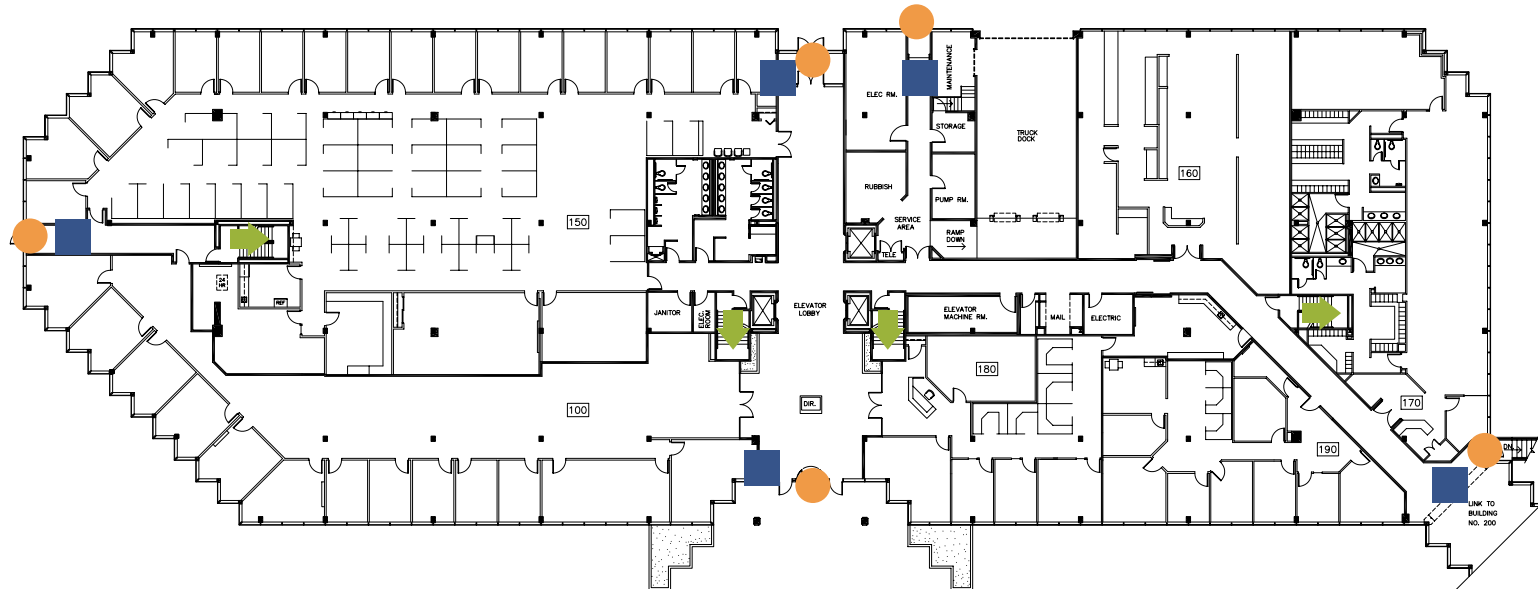 MAINTENANCE
ELEC RM.
STORAGE
TRUCK
DOCK
160
RUBBISH
PUMP RM.
150
SERVICE
AREA
RAMP
DOWN
TELE
24
HR
REF
JANITOR
ELEC.
ROOM
ELEVATOR
LOBBY
ELEVATOR
MACHINE RM.
MAIL
ELECTRIC
180
100
DIR.
170
190
DN
LINK TO
BUILDING
NO. 200